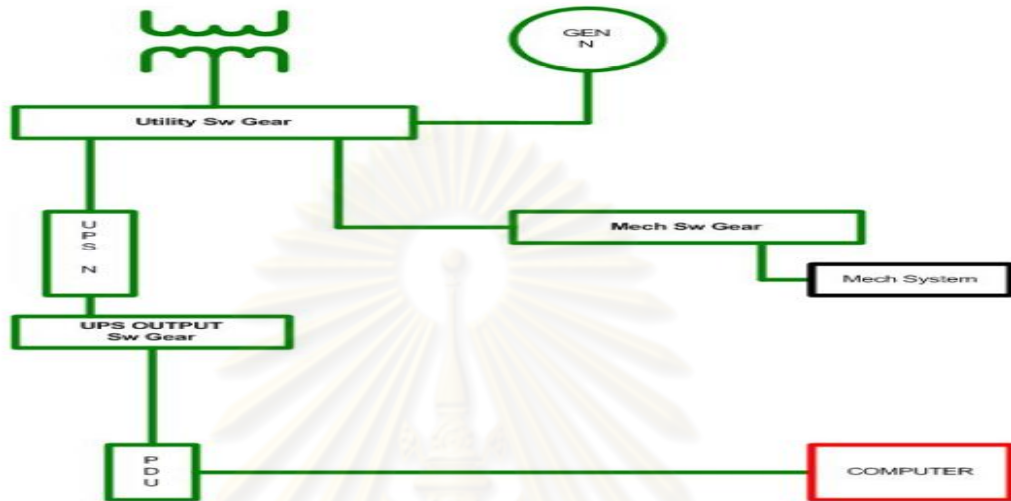 GEN
N
Utility Sw Gear
U
P
S
N
Mech Sw Gear
Mech System
UPS OUTPUT
Sw Gear
P
D
U
COMPUTER